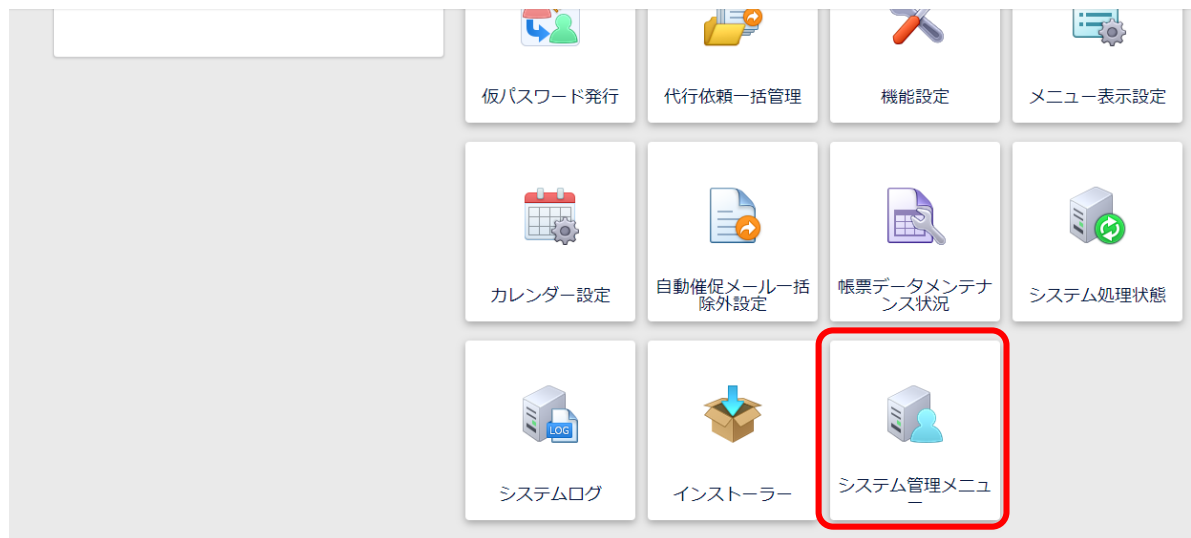 仮パスワード発行
代行依頼一括管理
機能設定
メニュー表示設定
カレンダー設定
自動催促メール一括
除外設定
帳票データメンテナ
ンス状況
システム処理状態
LOG
システムログ
インストーラー
システム管理メニュ
ー